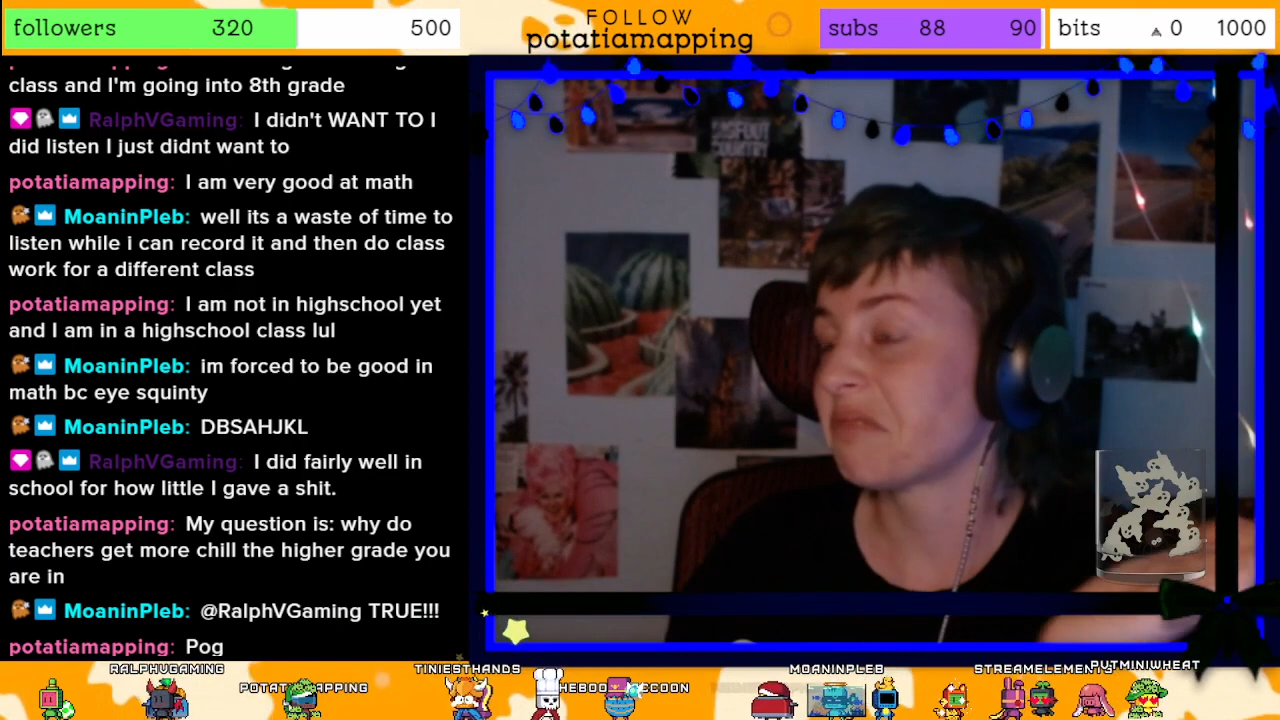 followers 320 500
FOLLOW
potatiamapping
subs 88 90
bits 0 1000
class and I'm going into 8th grade
RalphVGaming: I didn't WANT TO I
did listen I just didnt want to
potatiamapping: I am very good at math
MoaninPleb: well its a waste of time to
listen while i can record it and then do class
work for a different class
potatiamapping: I am not in highschool yet
and I am in a highschool class lul
MoaninPleb: im forced to be good in
math bc eye squinty
MoaninPleb: DBSAHJKL
RalphVGaming: I did fairly well in
school for how little I gave a shit.
potatiamapping: My question is: why do
teachers get more chill the higher grade you
are in
MoaninPleb: @RalphVGaming TRUE!!!
potatiamapping: Pog
BIGFOOT
COUNTRY
RALPHVGAMING
TINIESTHANDS
MOANINPLEB
STREAMELEMENTS
PUTMINIWHEAT